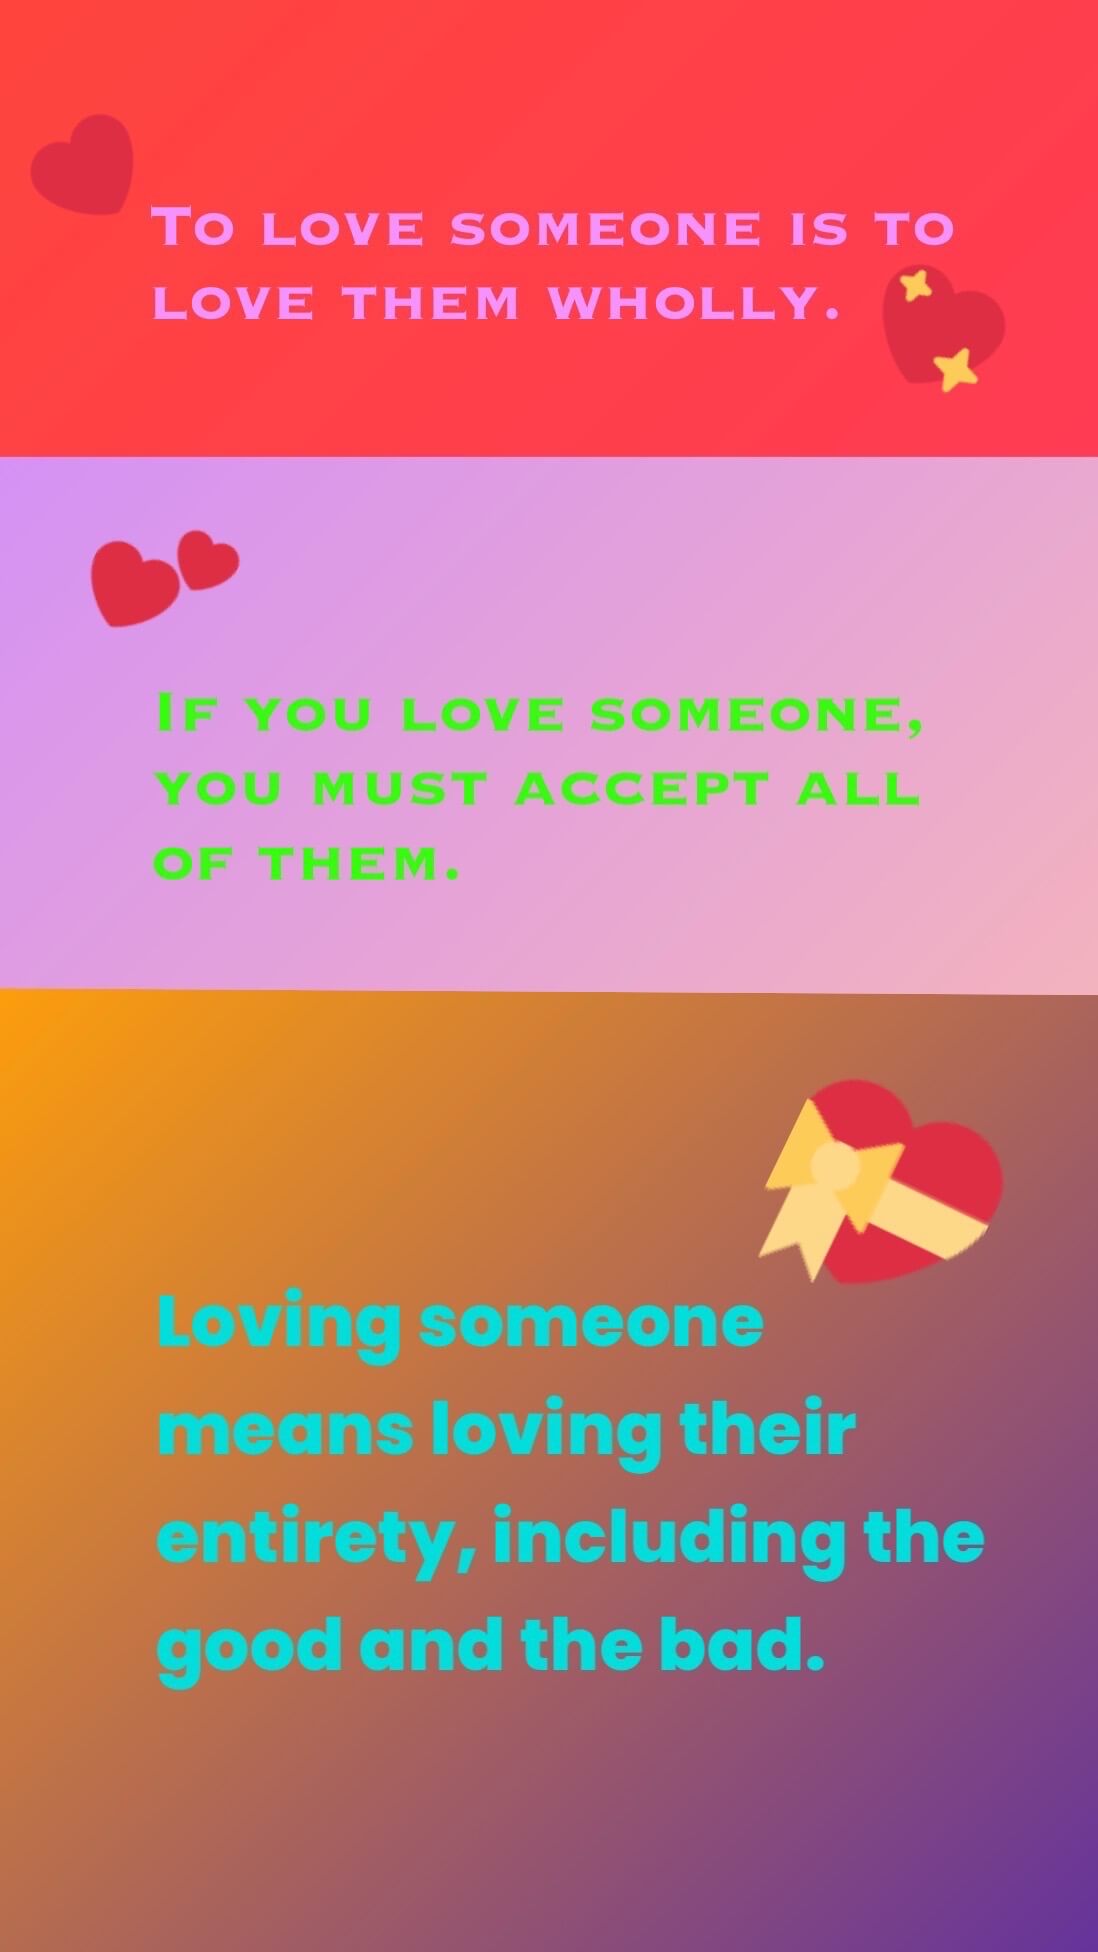 To love someone is to
love them wholly.
If you love someone,
you must accept all
of them.
Loving someone
means loving their
entirety, including the
good and the bad.